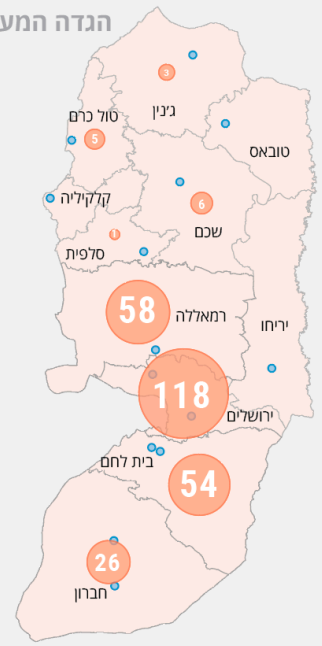 הגדה המע
3
ג'נין
טול כרם
5
טובאס
קלקיליה
6
שכם
1
סלפית
58
רמאללה
יריחו
118
ירושלים
בית לחם
54
26
חברון